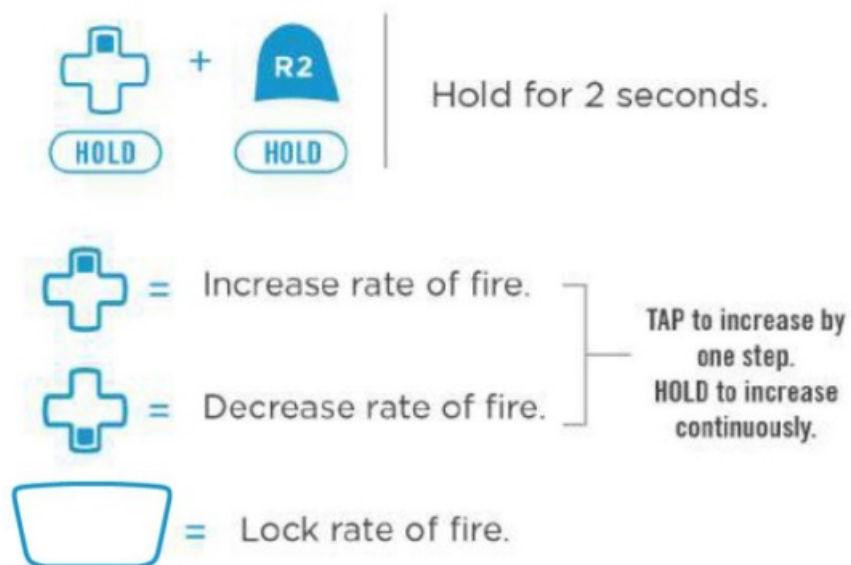 + R2
Hold for 2 seconds.
HOLD HOLD
= Increase rate of fire.
= Decrease rate of fire.
TAP to increase by
one step.
HOLD to increase
continuously.
= Lock rate of fire.